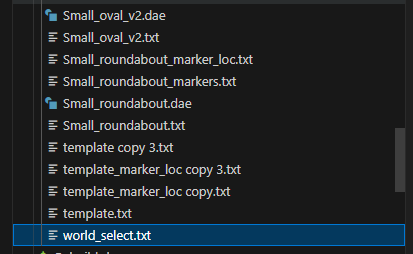 Small_oval_v2.dae
Small_oval_v2.txt
Small_roundabout_marker_loc.txt
Small_roundabout_markers.txt
Small_roundabout.dae
Small_roundabout.txt
template copy 3.txt
template_marker_loc copy 3.txt
template_marker_loc copy.txt
template.txt
world_select.txt